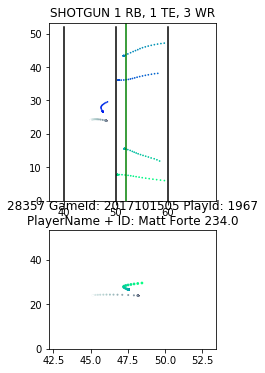 SHOTGUN 1 RB, 1 TE, 3 WR
50
40
30
20
10
0
40 50 60
28357 GameId: 2017101505 PlayId: 1967
PlayerName + ID: Matt Forte 234.0
40
20
0
42.5 45.0 47.5 50.0 52.5